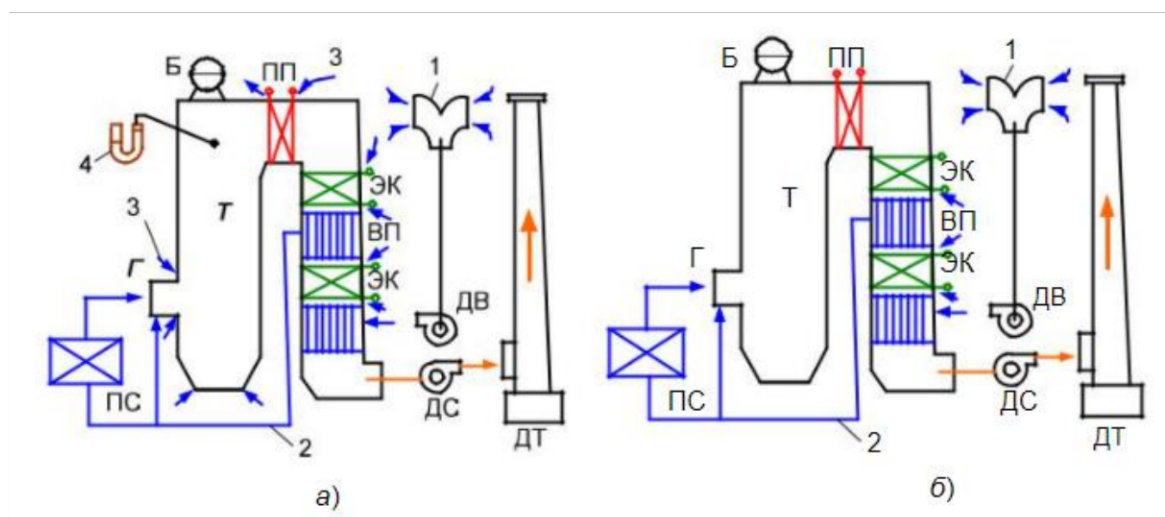 Б ПП 3 1
4
ЭК
Т
3 ВП
Г ЭК
ДВ
ПС ДС
2 ДТ
а)
Б ПП 1
ЭК
Т
ВП
Г ЭК
ДВ
ПС ДС
2 ДТ
б)